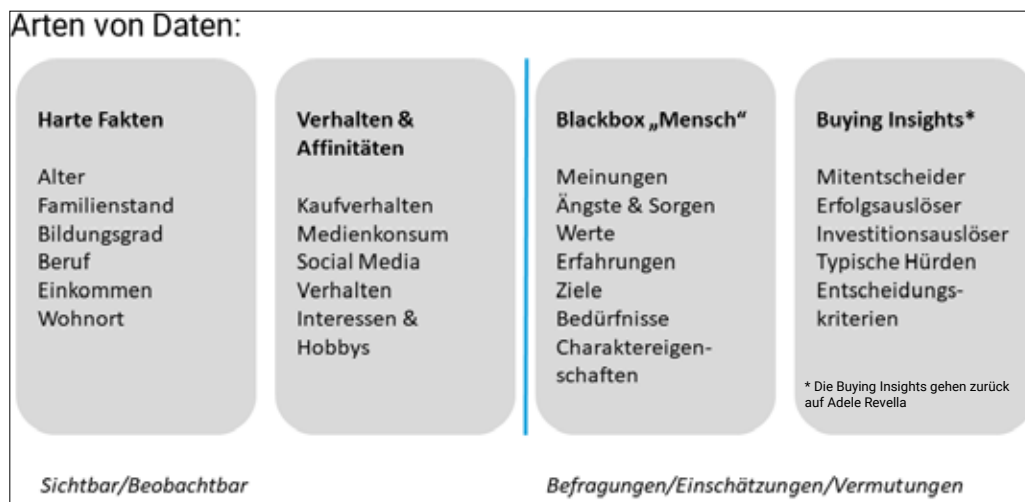 Arten von Daten:
Harte Fakten
Alter
Familienstand
Bildungsgrad
Beruf
Einkommen
Wohnort
Verhalten &
Affinitäten
Kaufverhalten
Medienkonsum
Social Media
Verhalten
Interessen &
Hobbys
Blackbox „Mensch“
Meinungen
Ängste & Sorgen
Werte
Erfahrungen
Ziele
Bedürfnisse
Charaktereigen-
schaften
Buying Insights*
Mitentscheider
Erfolgsauslöser
Investitionsauslöser
Typische Hürden
Entscheidungs-
kriterien
* Die Buying Insights gehen zurück
auf Adele Revella
Sichtbar/Beobachtbar
Befragungen/Einschätzungen/Vermutungen